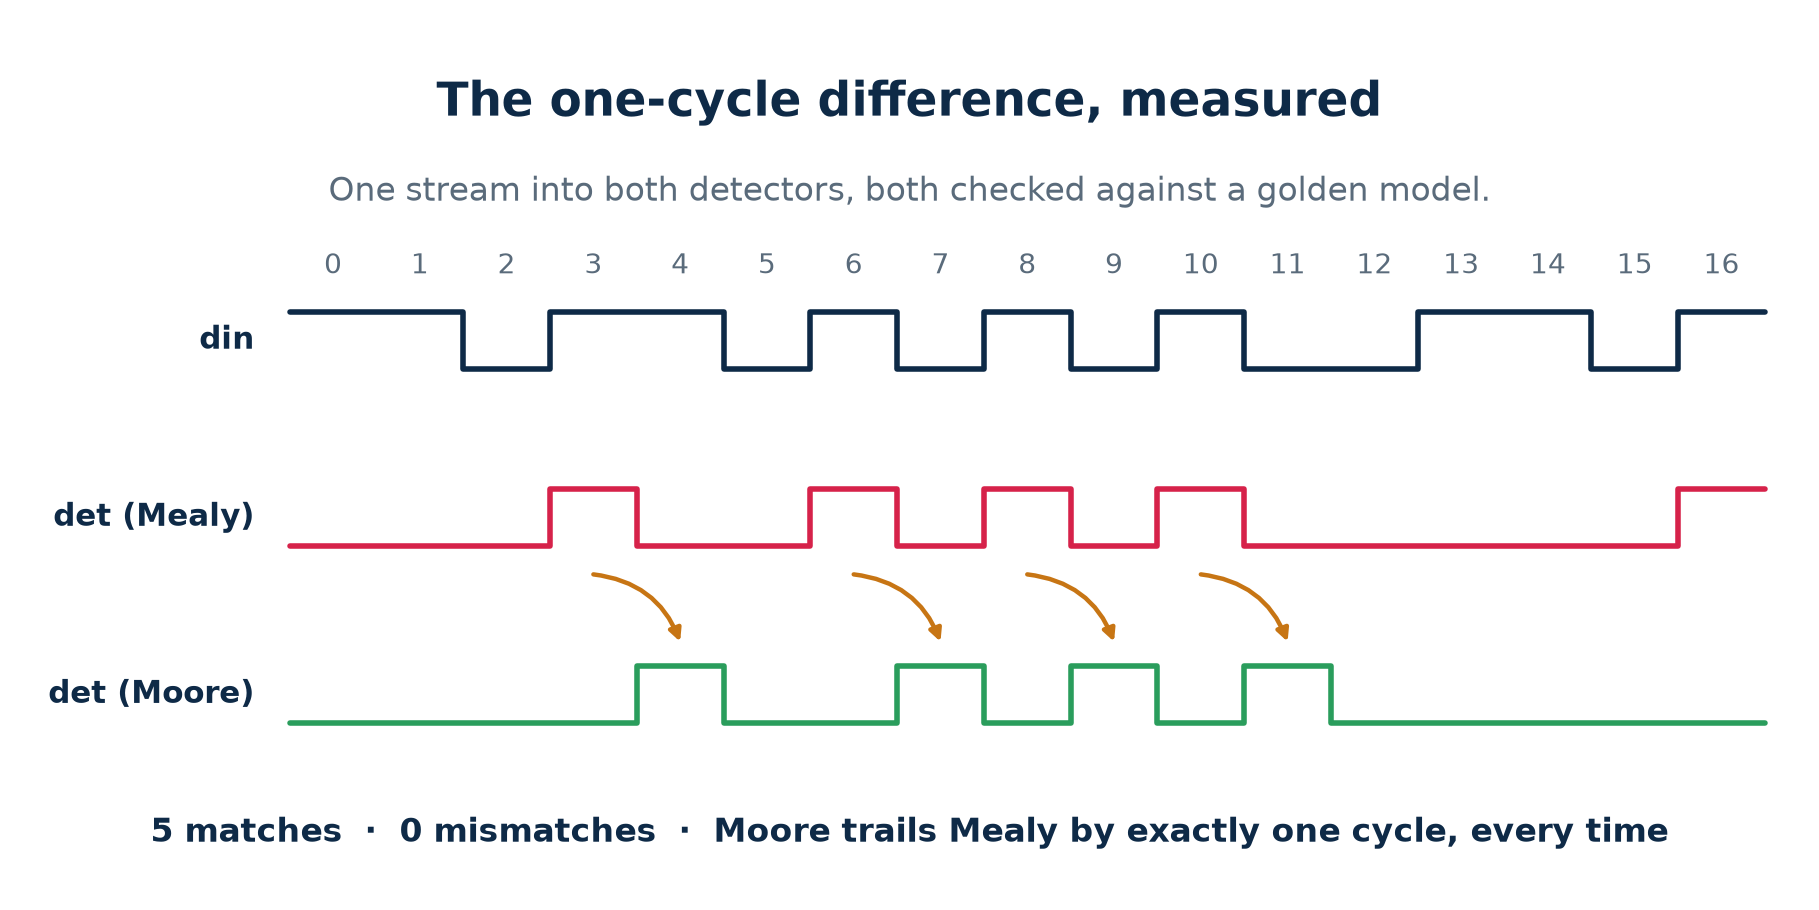 The one-cycle difference, measured
One stream into both detectors, both checked against a golden model.
0 1 2 3 4 5 6 7 8 9 10 11 12 13 14 15 16
din
det (Mealy)
det (Moore)
5 matches · 0 mismatches · Moore trails Mealy by exactly one cycle, every time